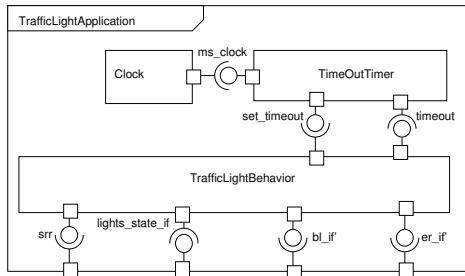 TrafficLightApplication
ms_clock
Clock
TimeOutTimer
set_timeout
timeout
TrafficLightBehavior
srr
lights_state_if
bl_if'
er_if'